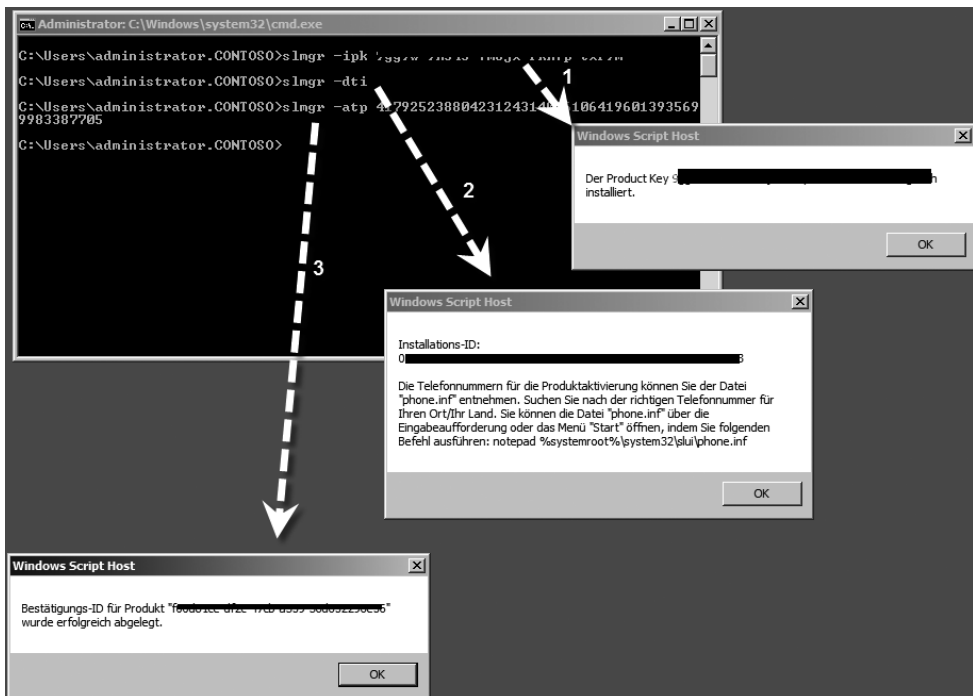 Administrator: C:\Windows\system32\cmd.exe
C:\Users\administrator.CONTOSO>slmgr -ipk
1
C:\Users\administrator.CONTOSO>slmgr -dti
C:\Users\administrator.CONTOSO>slmgr -atp
9983387705
C:\Users\administrator.CONTOSO>
Windows Script Host
Der Product Key
installiert.
OK
2
Windows Script Host
Installations-ID:
Die Telefonnummern für die Produktaktivierung können Sie der Datei
"phone.inf" entnehmen. Suchen Sie nach der richtigen Telefonnummer für
Ihren Ort/Ihr Land. Sie können die Datei "phone.inf" über die
Eingabeaufforderung oder das Menü "Start" öffnen, indem Sie folgenden
Befehl ausführen: notepad %systemroot%\system32\slui\phone.inf
OK
3
Windows Script Host
Bestätigungs-ID für Produkt
wurde erfolgreich abgelegt.
OK